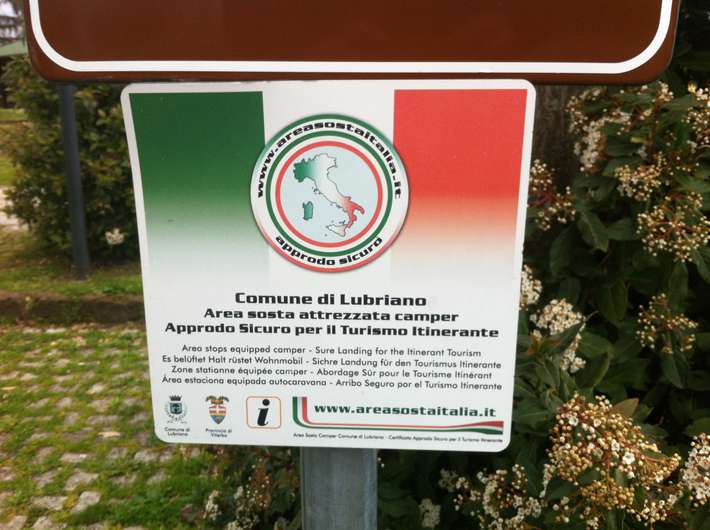 www.areasostaitalia.it
approdo sicuro
Comune di Lubriano
Area sosta attrezzata camper
Approdo Sicuro per il Turismo Itinerante
Area stops equipped camper - Sure Landing for the Itinerant Tourism
Es belüftet Halt rüstet Wohnmobil - Sichre Landung für den Tourismus Itinerante
Zone stationne équipée camper - Abordage Sûr pour le Tourisme Itinérant
Área estaciona equipada autocaravana - Arribo Seguro por el Turismo Itinerante
i
www.areasostaitalia.it
Comune di
Lubriano
Provincia di
Viterbo
Area Sosta Camper Comune di Lubriano - Certificato Approdo Sicuro per il Turismo Itinerante